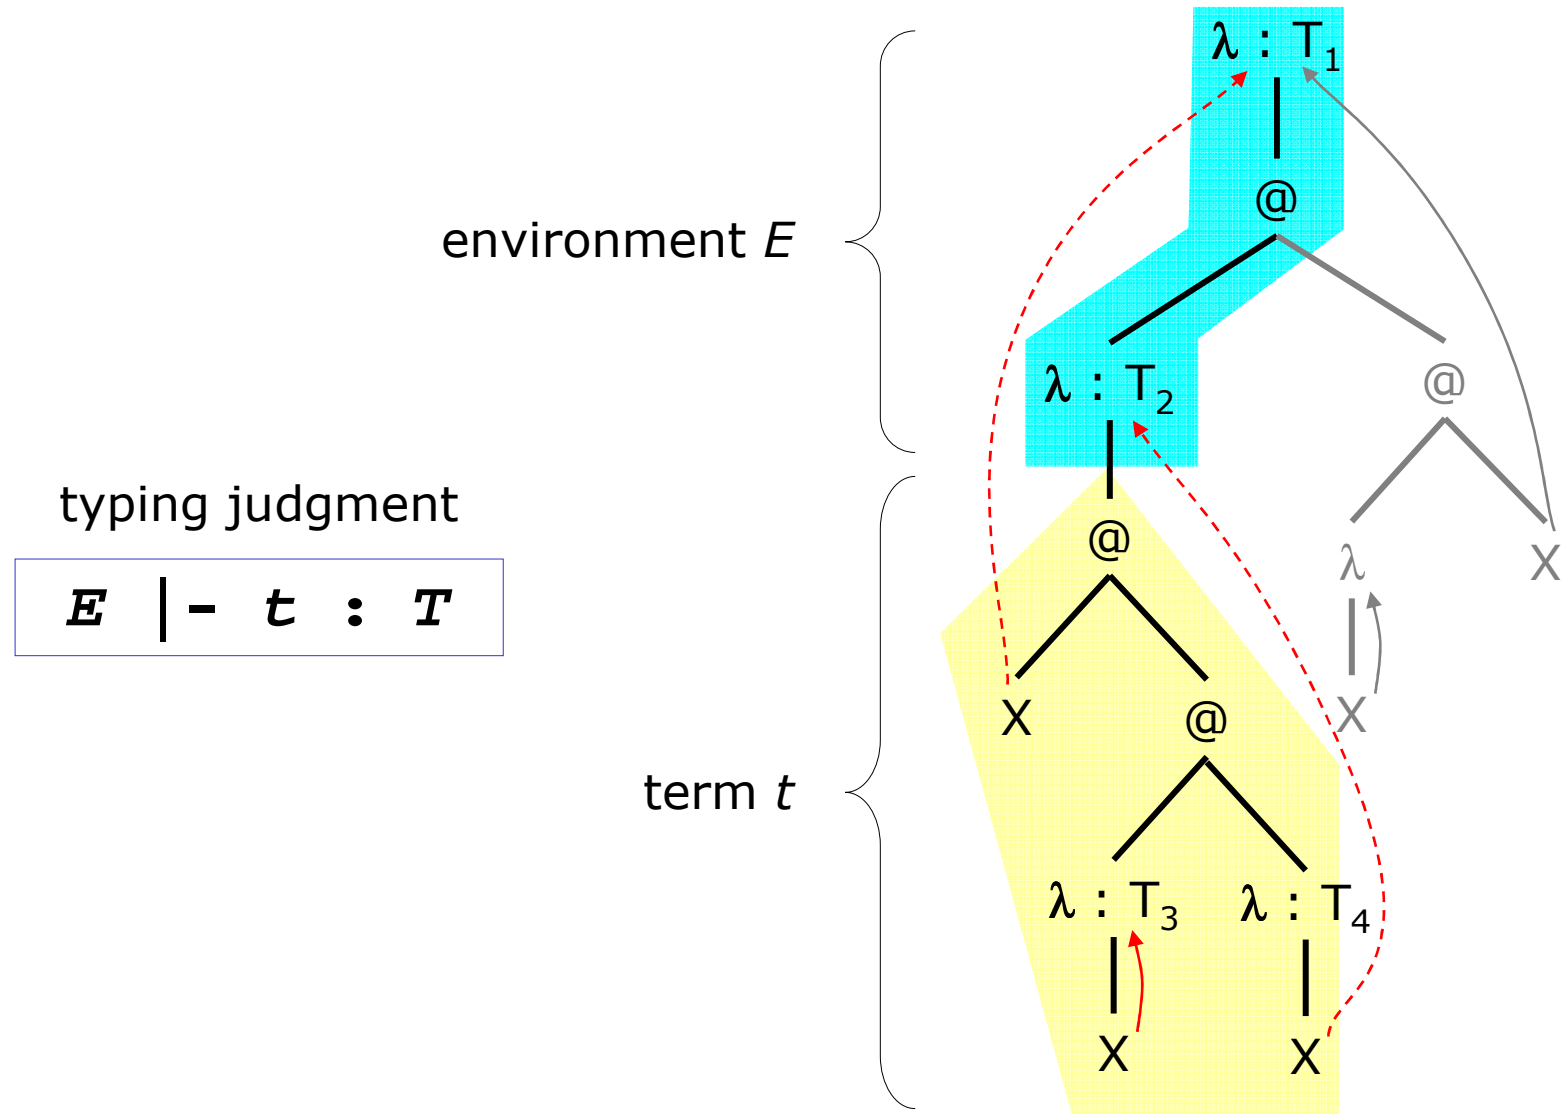 λ : T₁
@
environment E
λ : T₂
@
typing judgment
@
λ
X
E |- t : T
X
@
X
term t
λ : T₃
λ : T₄
X
X